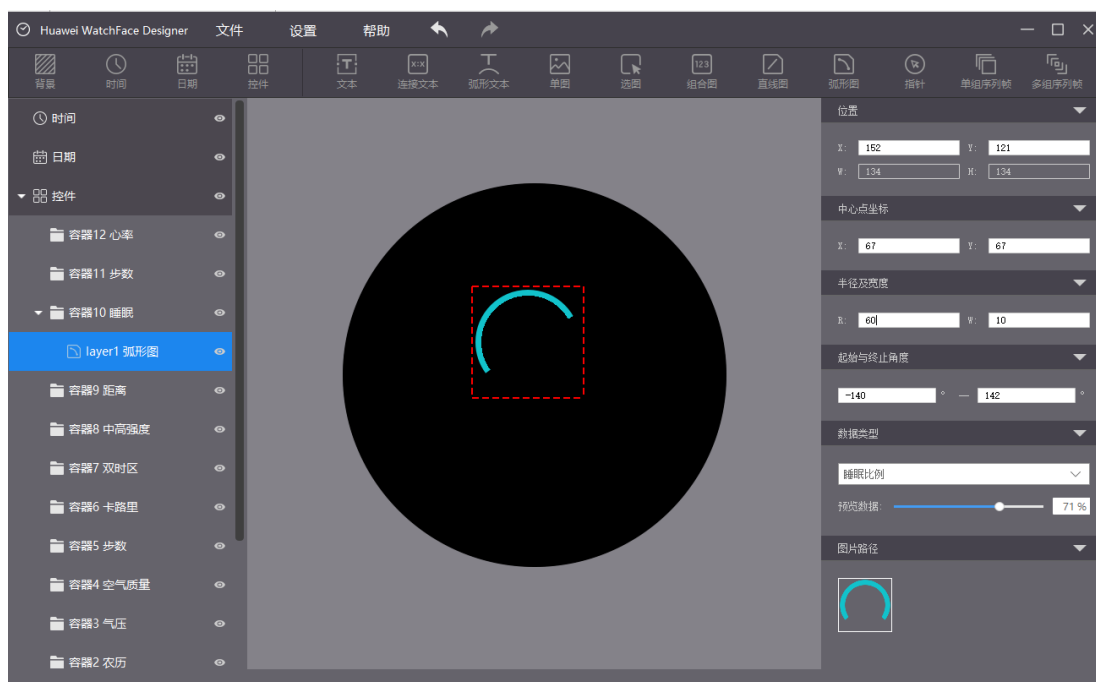 Huawei WatchFace Designer 文件 设置 帮助
背景 时间 日期 控件 文本 连接文本 弧形文本 单图 选图 组合图 直线图 弧形图 指针 单组序列帧 多组序列帧
时间
日期
控件
容器12 心率
容器11 步数
容器10 睡眠
layer1 弧形图
容器9 距离
容器8 中高强度
容器7 双时区
容器6 卡路里
容器5 步数
容器4 空气质量
容器3 气压
容器2 农历
位置
X: 152 Y: 121
W: 134 H: 134
中心点坐标
X: 67 Y: 67
半径及宽度
R: 60 W: 10
起始与终止角度
-140 ° — 142 °
数据类型
睡眠比例
预览数据: 71 %
图片路径